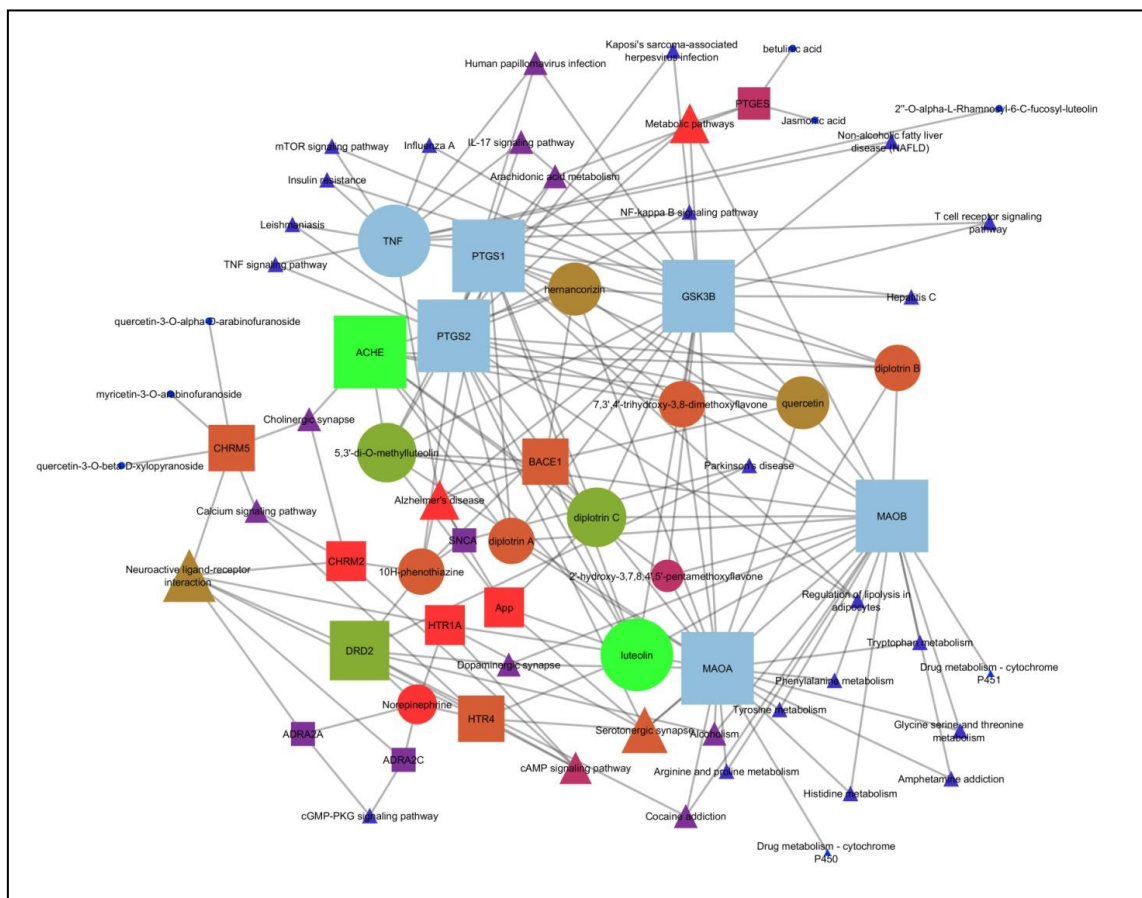 Kaposi's sarcoma-associated
herpesvirus infection
betulinic acid
Human papillomavirus infection
PTGES
2"-O-alpha-L-Rhamnosyl-6-C-fucosyl-luteolin
Jasmonic acid
Metabolic pathways
Non-alcoholic fatty liver
disease (NAFLD)
mTOR signaling pathway
Influenza A
IL-17 signaling pathway
Arachidonic acid metabolism
Insulin resistance
NF-kappa B signaling pathway
T cell receptor signaling
pathway
Leishmaniasis
TNF
PTGS1
TNF signaling pathway
hernancorizin
GSK3B
Hepatitis C
quercetin-3-O-alpha-D-arabinofuranoside
PTGS2
ACHE
diplotrin B
myricetin-3-O-arabinofuranoside
7,3',4'-trihydroxy-3,8-dimethoxyflavone
quercetin
Cholinergic synapse
CHRM5
5,3'-di-O-methylluteolin
BACE1
quercetin-3-O-beta-D-xylopyranoside
Parkinson's disease
Alzheimer's disease
Calcium signaling pathway
diplotrin C
MAOB
SNCA
diplotrin A
CHRM2
Neuroactive ligand-receptor
interaction
10H-phenothiazine
2'-hydroxy-3,7,8,4',5'-pentamethoxyflavone
Regulation of lipolysis in
adipocytes
App
HTR1A
Tryptophan metabolism
DRD2
luteolin
Dopaminergic synapse
MAOA
Drug metabolism - cytochrome
P451
Phenylalanine metabolism
Norepinephrine
Tyrosine metabolism
HTR4
Glycine serine and threonine
metabolism
ADRA2A
Serotonergic synapse
Alcoholism
ADRA2C
cAMP signaling pathway
Arginine and proline metabolism
Amphetamine addiction
Histidine metabolism
cGMP-PKG signaling pathway
Cocaine addiction
Drug metabolism - cytochrome
P450